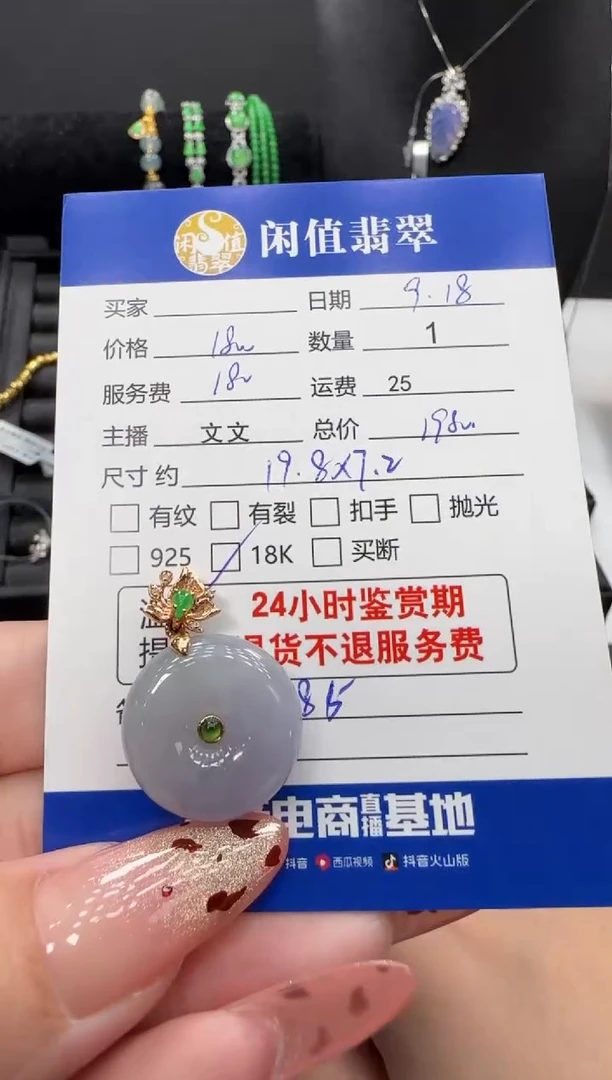 闲值翡翠 闲值翡翠
买家 日期 9.18
价格 18w 数量 1
服务费 18w 运费 25
主播 文文 总价 198w
尺寸 约 19.8x7.2
有纹 有裂 扣手 抛光
925 18K 买断
24小时鉴赏期
退货不退服务费
85
电商直播基地
抖音 西瓜视频 抖音火山版